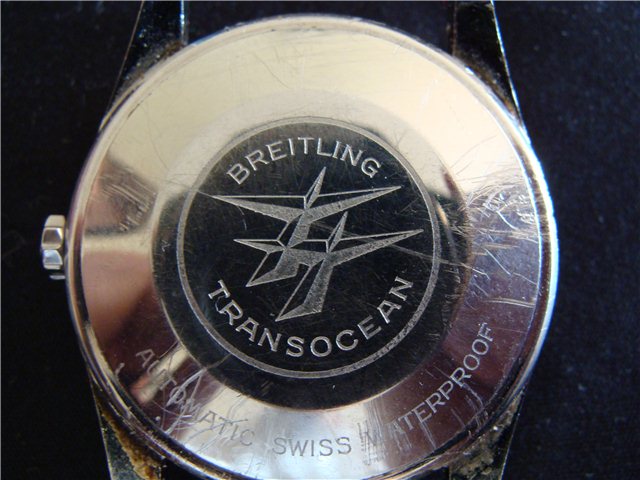 BREITLING
TRANSOCEAN
AUTOMATIC SWISS WATERPROOF